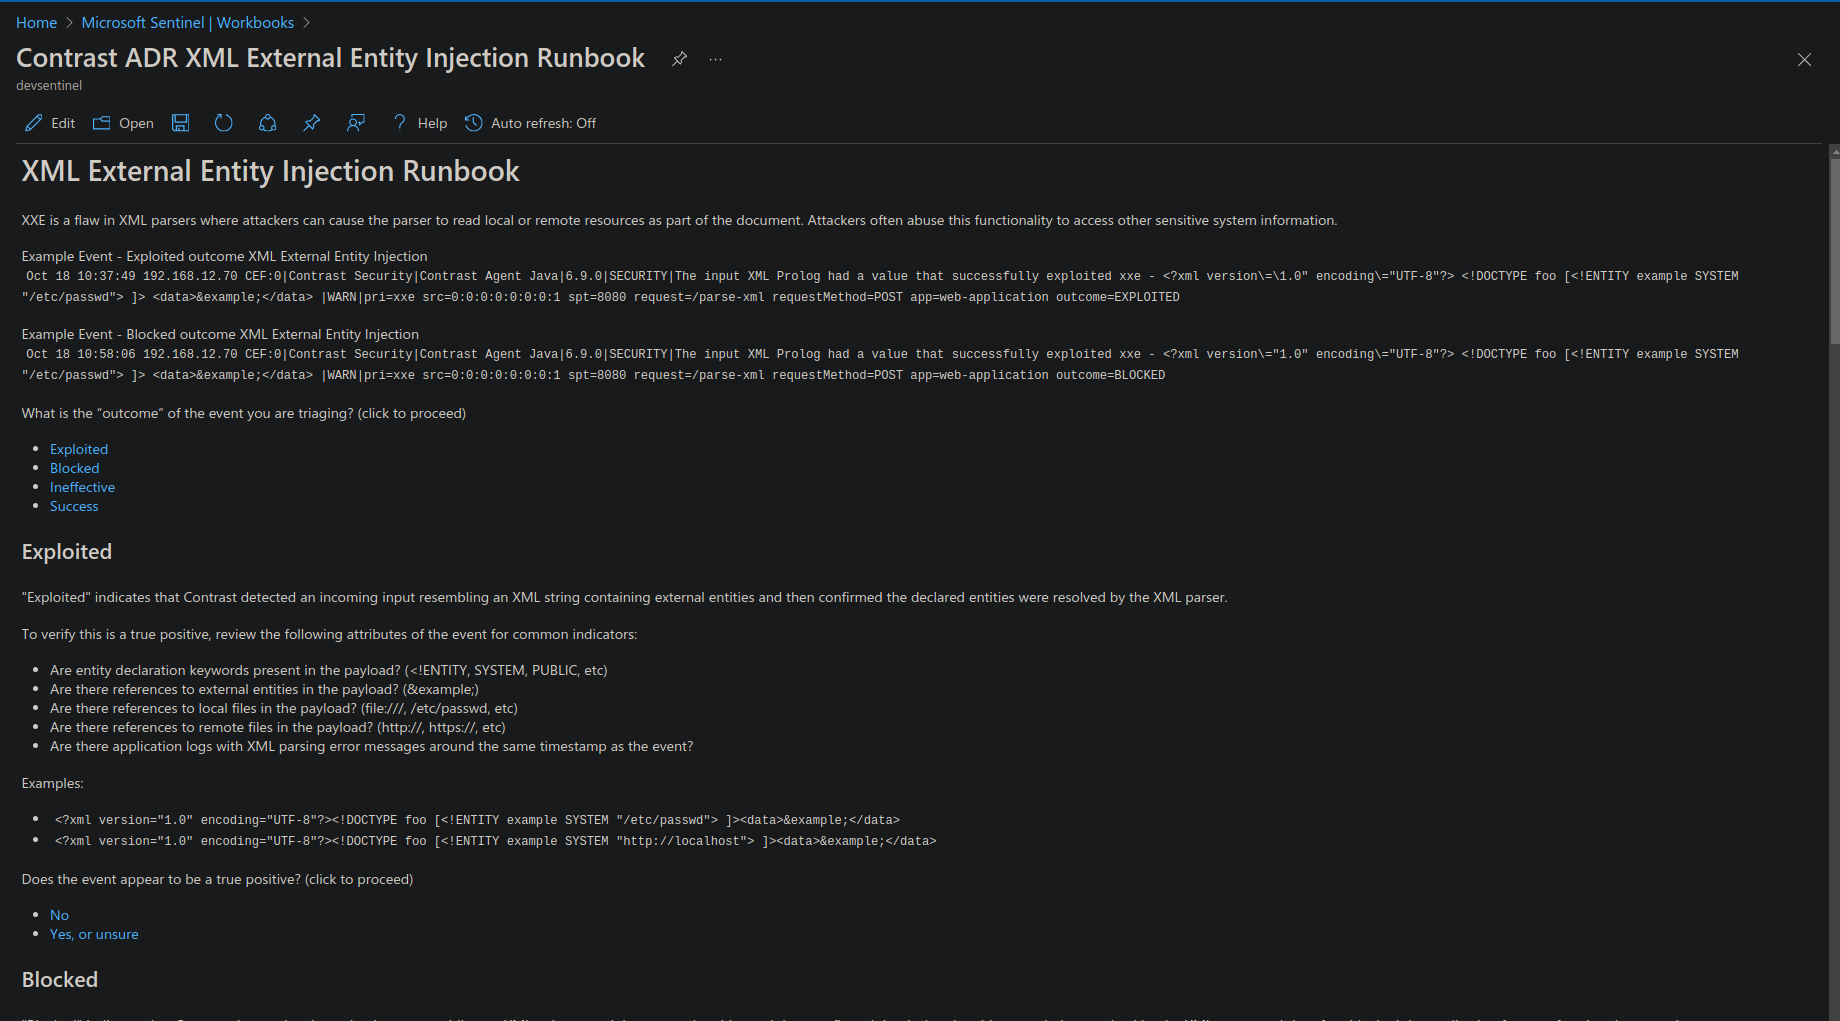 Home > Microsoft Sentinel | Workbooks >
Contrast ADR XML External Entity Injection Runbook ...
devsentinel
Edit Open Help Auto refresh: Off
XML External Entity Injection Runbook
XXE is a flaw in XML parsers where attackers can cause the parser to read local or remote resources as part of the document. Attackers often abuse this functionality to access other sensitive system information.
Example Event - Exploited outcome XML External Entity Injection
Oct 18 10:37:49 192.168.12.70 CEF:0|Contrast Security|Contrast Agent Java|6.9.0|SECURITY|The input XML Prolog had a value that successfully exploited xxe - <?xml version\=\1.0" encoding\="UTF-8"?> <!DOCTYPE foo [<!ENTITY example SYSTEM
"/etc/passwd"> ]> <data>&example;</data> |WARN|pri=xxe src=0:0:0:0:0:0:0:1 spt=8080 request=/parse-xml requestMethod=POST app=web-application outcome=EXPLOITED
Example Event - Blocked outcome XML External Entity Injection
Oct 18 10:58:06 192.168.12.70 CEF:0|Contrast Security|Contrast Agent Java|6.9.0|SECURITY|The input XML Prolog had a value that successfully exploited xxe - <?xml version\="1.0" encoding\="UTF-8"?> <!DOCTYPE foo [<!ENTITY example SYSTEM
"/etc/passwd"> ]> <data>&example;</data> |WARN|pri=xxe src=0:0:0:0:0:0:0:1 spt=8080 request=/parse-xml requestMethod=POST app=web-application outcome=BLOCKED
What is the “outcome” of the event you are triaging? (click to proceed)
• Exploited
• Blocked
• Ineffective
• Success
Exploited
"Exploited" indicates that Contrast detected an incoming input resembling an XML string containing external entities and then confirmed the declared entities were resolved by the XML parser.
To verify this is a true positive, review the following attributes of the event for common indicators:
• Are entity declaration keywords present in the payload? (<!ENTITY, SYSTEM, PUBLIC, etc)
• Are there references to external entities in the payload? (&example;)
• Are there references to local files in the payload? (file:///, /etc/passwd, etc)
• Are there references to remote files in the payload? (http://, https://, etc)
• Are there application logs with XML parsing error messages around the same timestamp as the event?
Examples:
• <?xml version="1.0" encoding="UTF-8"?><!DOCTYPE foo [<!ENTITY example SYSTEM "/etc/passwd"> ]><data>&example;</data>
• <?xml version="1.0" encoding="UTF-8"?><!DOCTYPE foo [<!ENTITY example SYSTEM "http://localhost"> ]><data>&example;</data>
Does the event appear to be a true positive? (click to proceed)
• No
• Yes, or unsure
Blocked